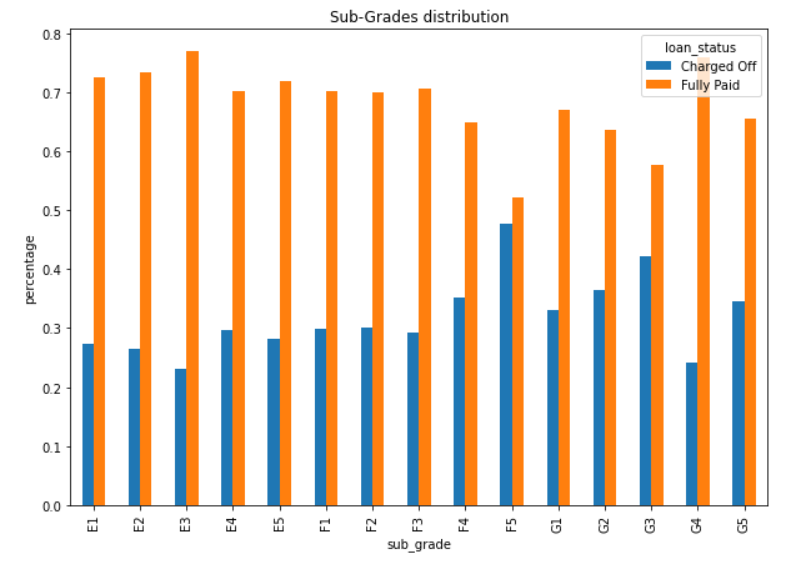 Sub-Grades distribution
loan_status
Charged Off
Fully Paid
0.8
0.7
0.6
0.5
0.4
0.3
0.2
0.1
0.0
percentage
E1 E2 E3 E4 E5 F1 F2 F3 F4 F5 G1 G2 G3 G4 G5
sub_grade